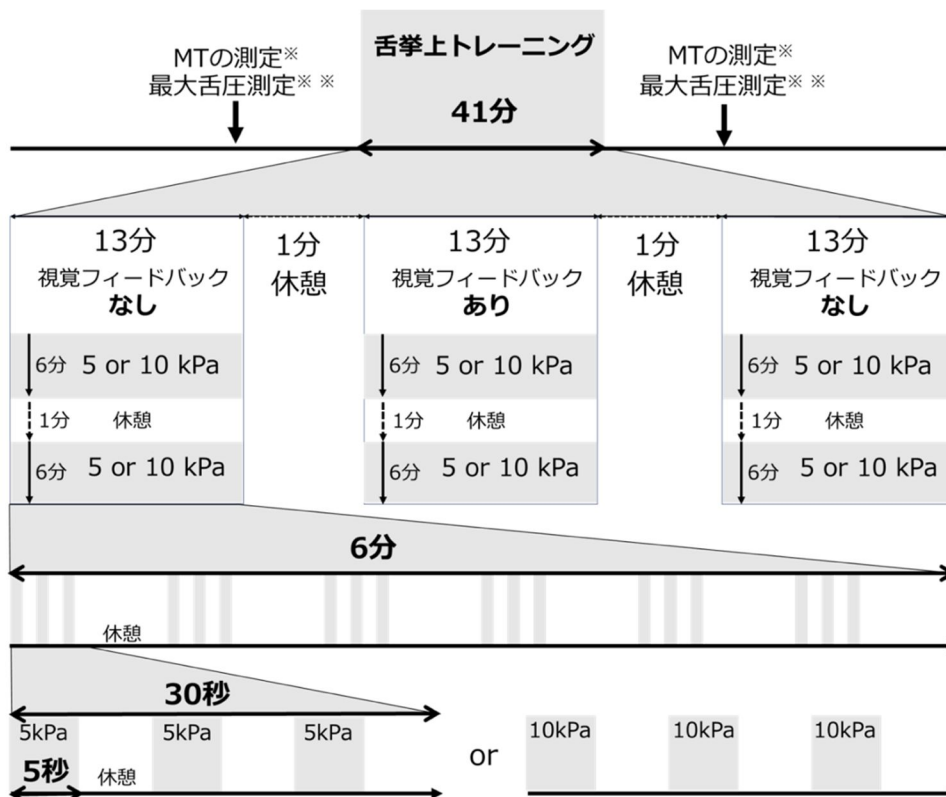 舌挙上トレーニング
41分
MTの測定※
最大舌圧測定※ ※
MTの測定※
最大舌圧測定※ ※
13分
視覚フィードバック
なし
1分
休憩
13分
視覚フィードバック
あり
1分
休憩
13分
視覚フィードバック
なし
6分 5 or 10 kPa
1分 休憩
6分 5 or 10 kPa
6分 5 or 10 kPa
1分 休憩
6分 5 or 10 kPa
6分 5 or 10 kPa
1分 休憩
6分 5 or 10 kPa
6分
休憩
30秒
5kPa 5kPa 5kPa
5秒 休憩
or
10kPa 10kPa 10kPa